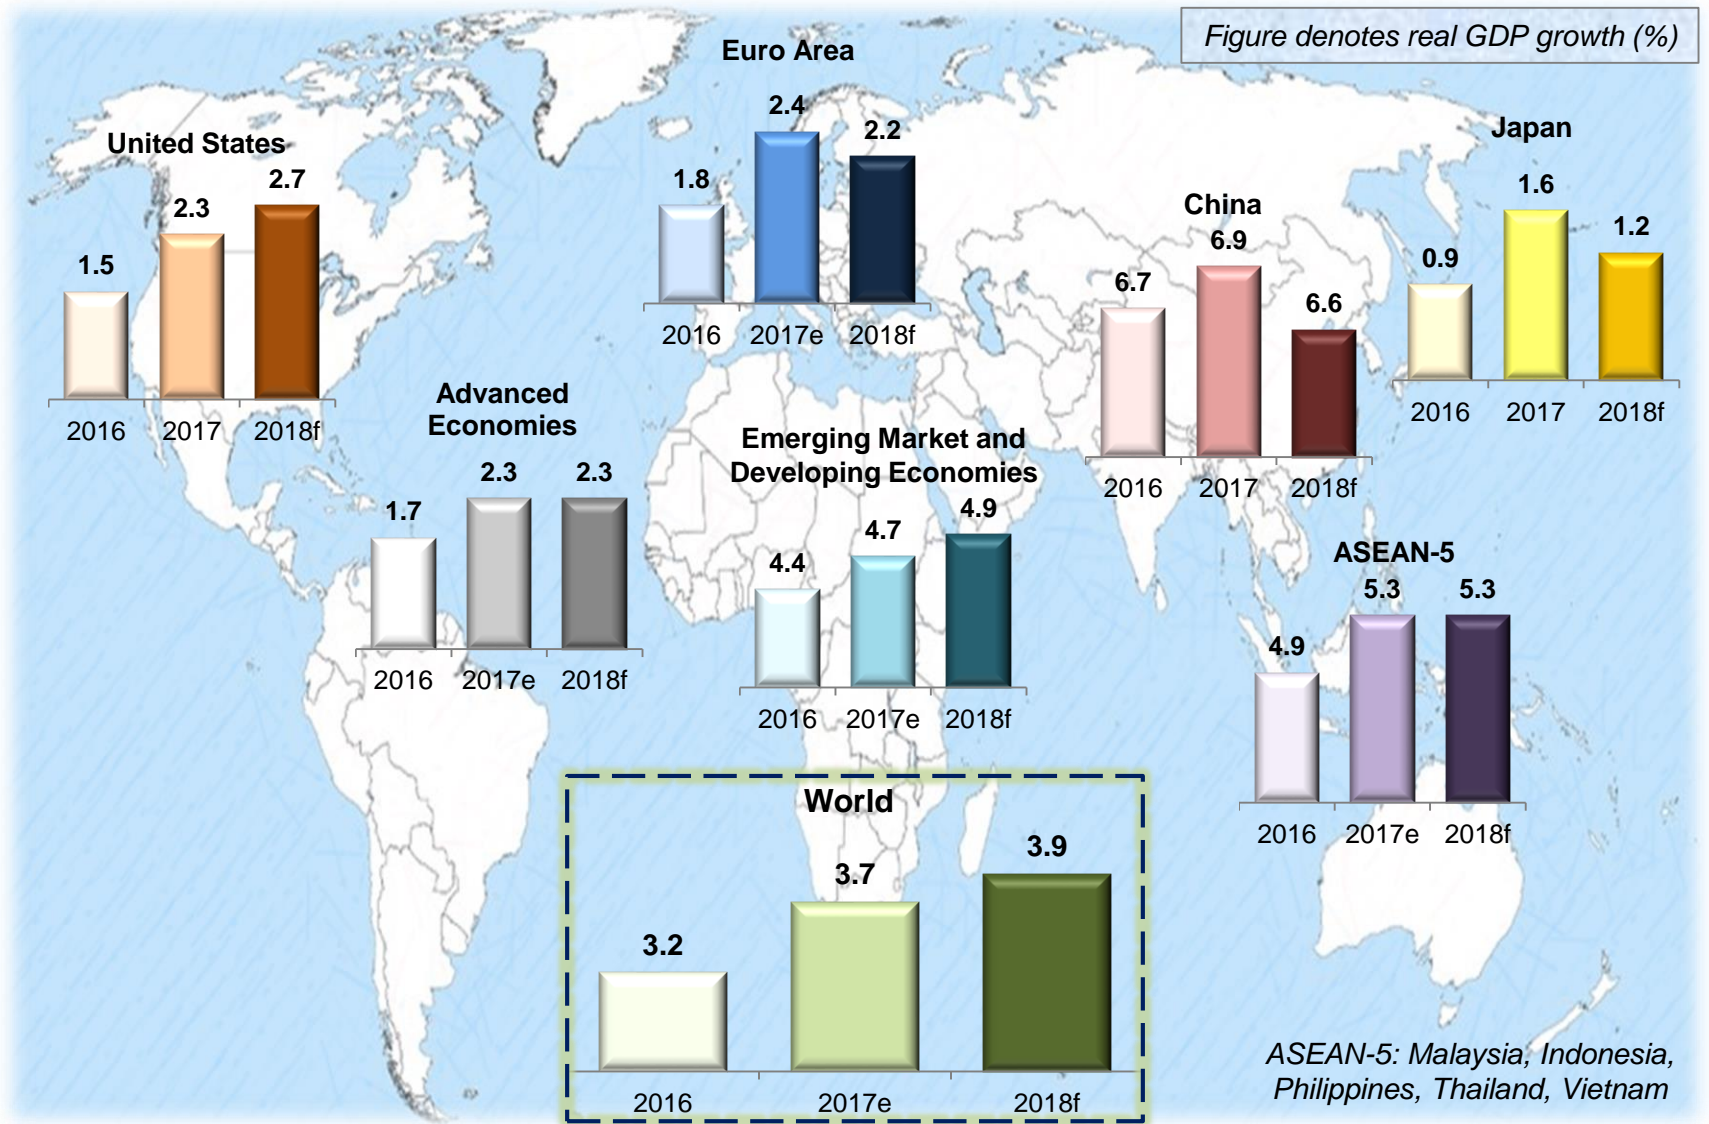 Figure denotes real GDP growth (%)
Euro Area
2.4
2.2
1.8
2016 2017e 2018f
United States
2.7
2.3
1.5
2016 2017 2018f
Japan
1.6
1.2
0.9
2016 2017 2018f
China
6.9
6.7
6.6
2016 2017 2018f
Advanced
Economies
2.3 2.3
1.7
2016 2017e 2018f
Emerging Market and
Developing Economies
4.9
4.7
4.4
2016 2017e 2018f
ASEAN-5
5.3 5.3
4.9
2016 2017e 2018f
World
3.9
3.7
3.2
2016 2017e 2018f
ASEAN-5: Malaysia, Indonesia,
Philippines, Thailand, Vietnam